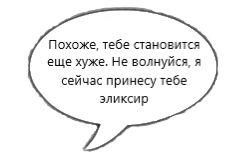 Похоже, тебе становится
еще хуже. Не волнуйся, я
сейчас принесу тебе
эликсир